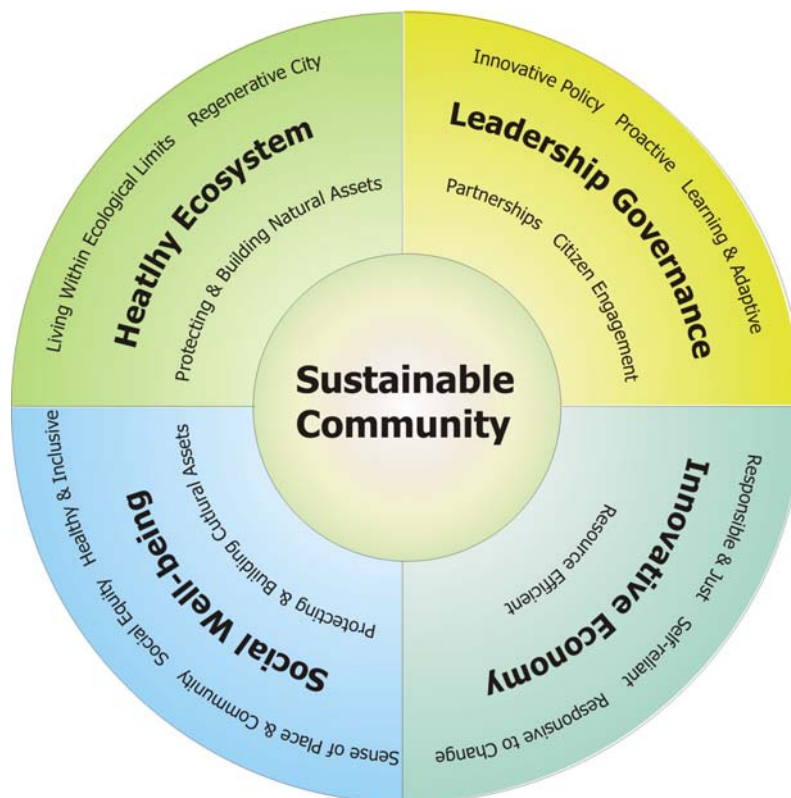 Living Within Ecological Limits
Regenerative City
Heatlhy Ecosystem
Protecting & Building Natural Assets
Innovative Policy
Proactive
Learning & Adaptive
Leadership Governance
Partnerships
Citizen Engagement
Sustainable
Community
Sense of Place & Community
Social Equity
Healthy & Inclusive
Social Well-being
Protecting & Building Cutlural Assets
Responsible & Just
Self-reliant
Responsive to Change
Innovative Economy
Resource Efficient